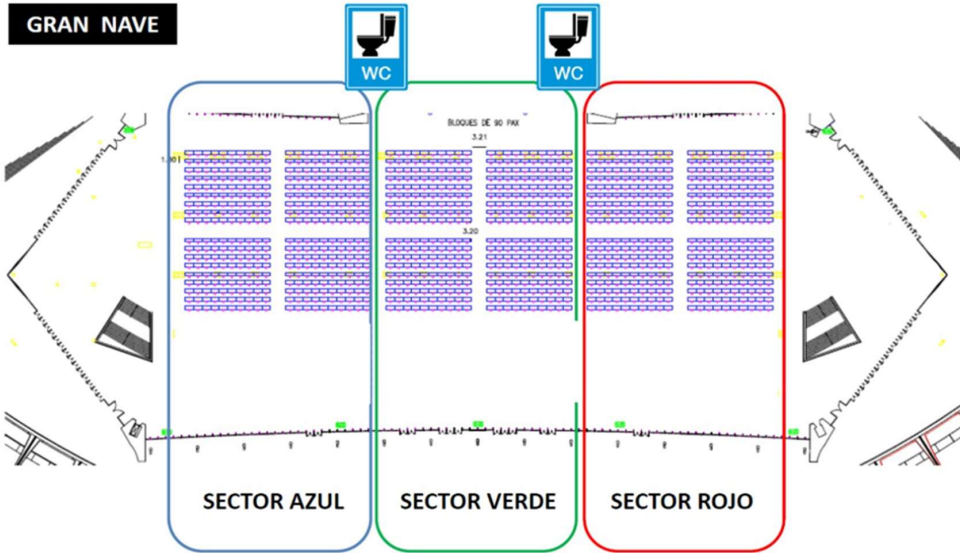 GRAN NAVE
WC
WC
BLOQUES DE 90 PAX
3.21
3.20
SECTOR AZUL
SECTOR VERDE
SECTOR ROJO